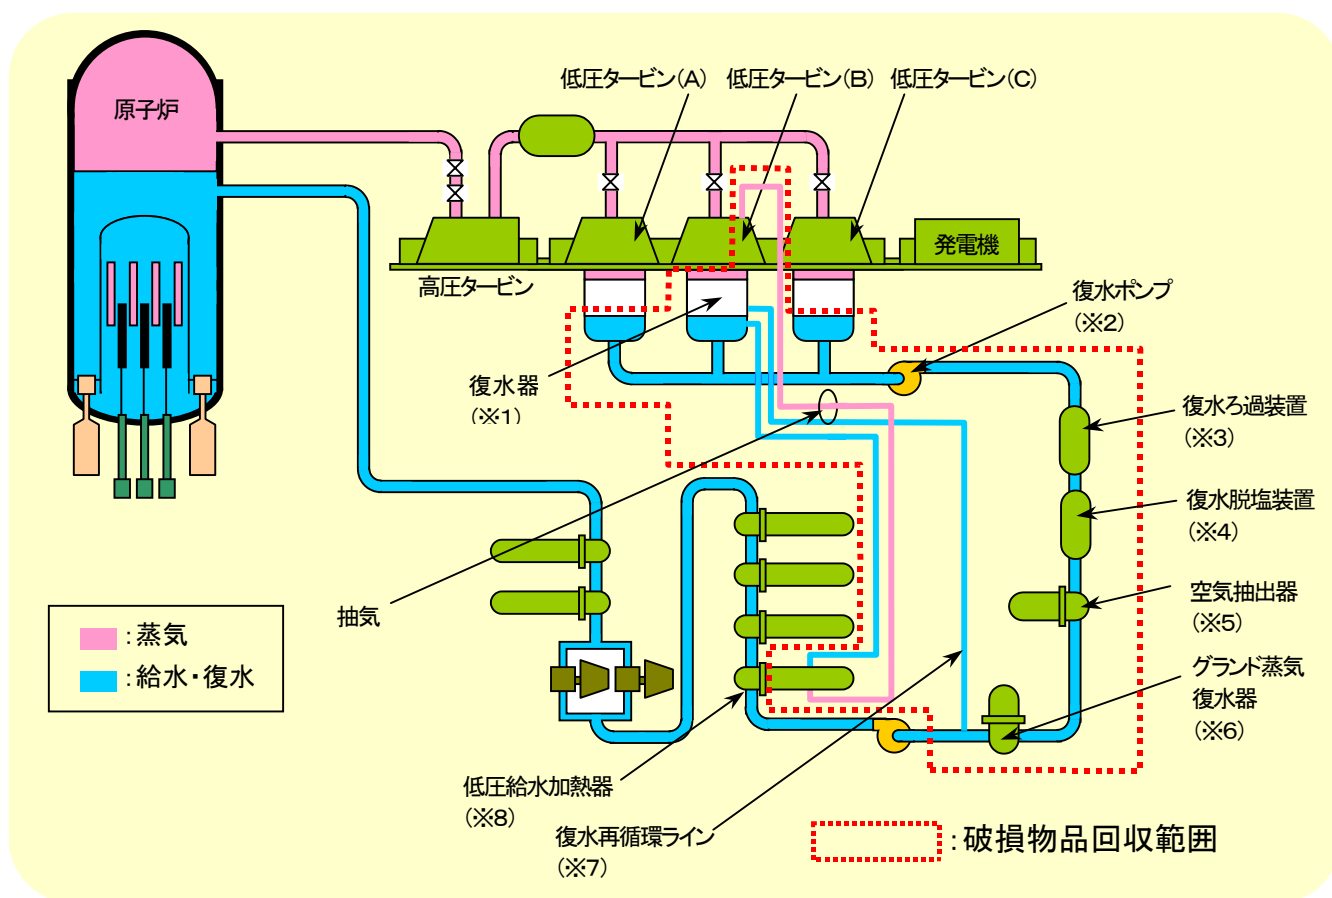 低圧タービン(A)
低圧タービン(B)
低圧タービン(C)
原子炉
発電機
高圧タービン
復水ポンプ
(※2)
復水器
(※1)
復水ろ過装置
(※3)
復水脱塩装置
(※4)
空気抽出器
(※5)
抽気
:蒸気
:給水・復水
グランド蒸気
復水器
(※6)
低圧給水加熱器
(※8)
復水再循環ライン
(※7)
:破損物品回収範囲